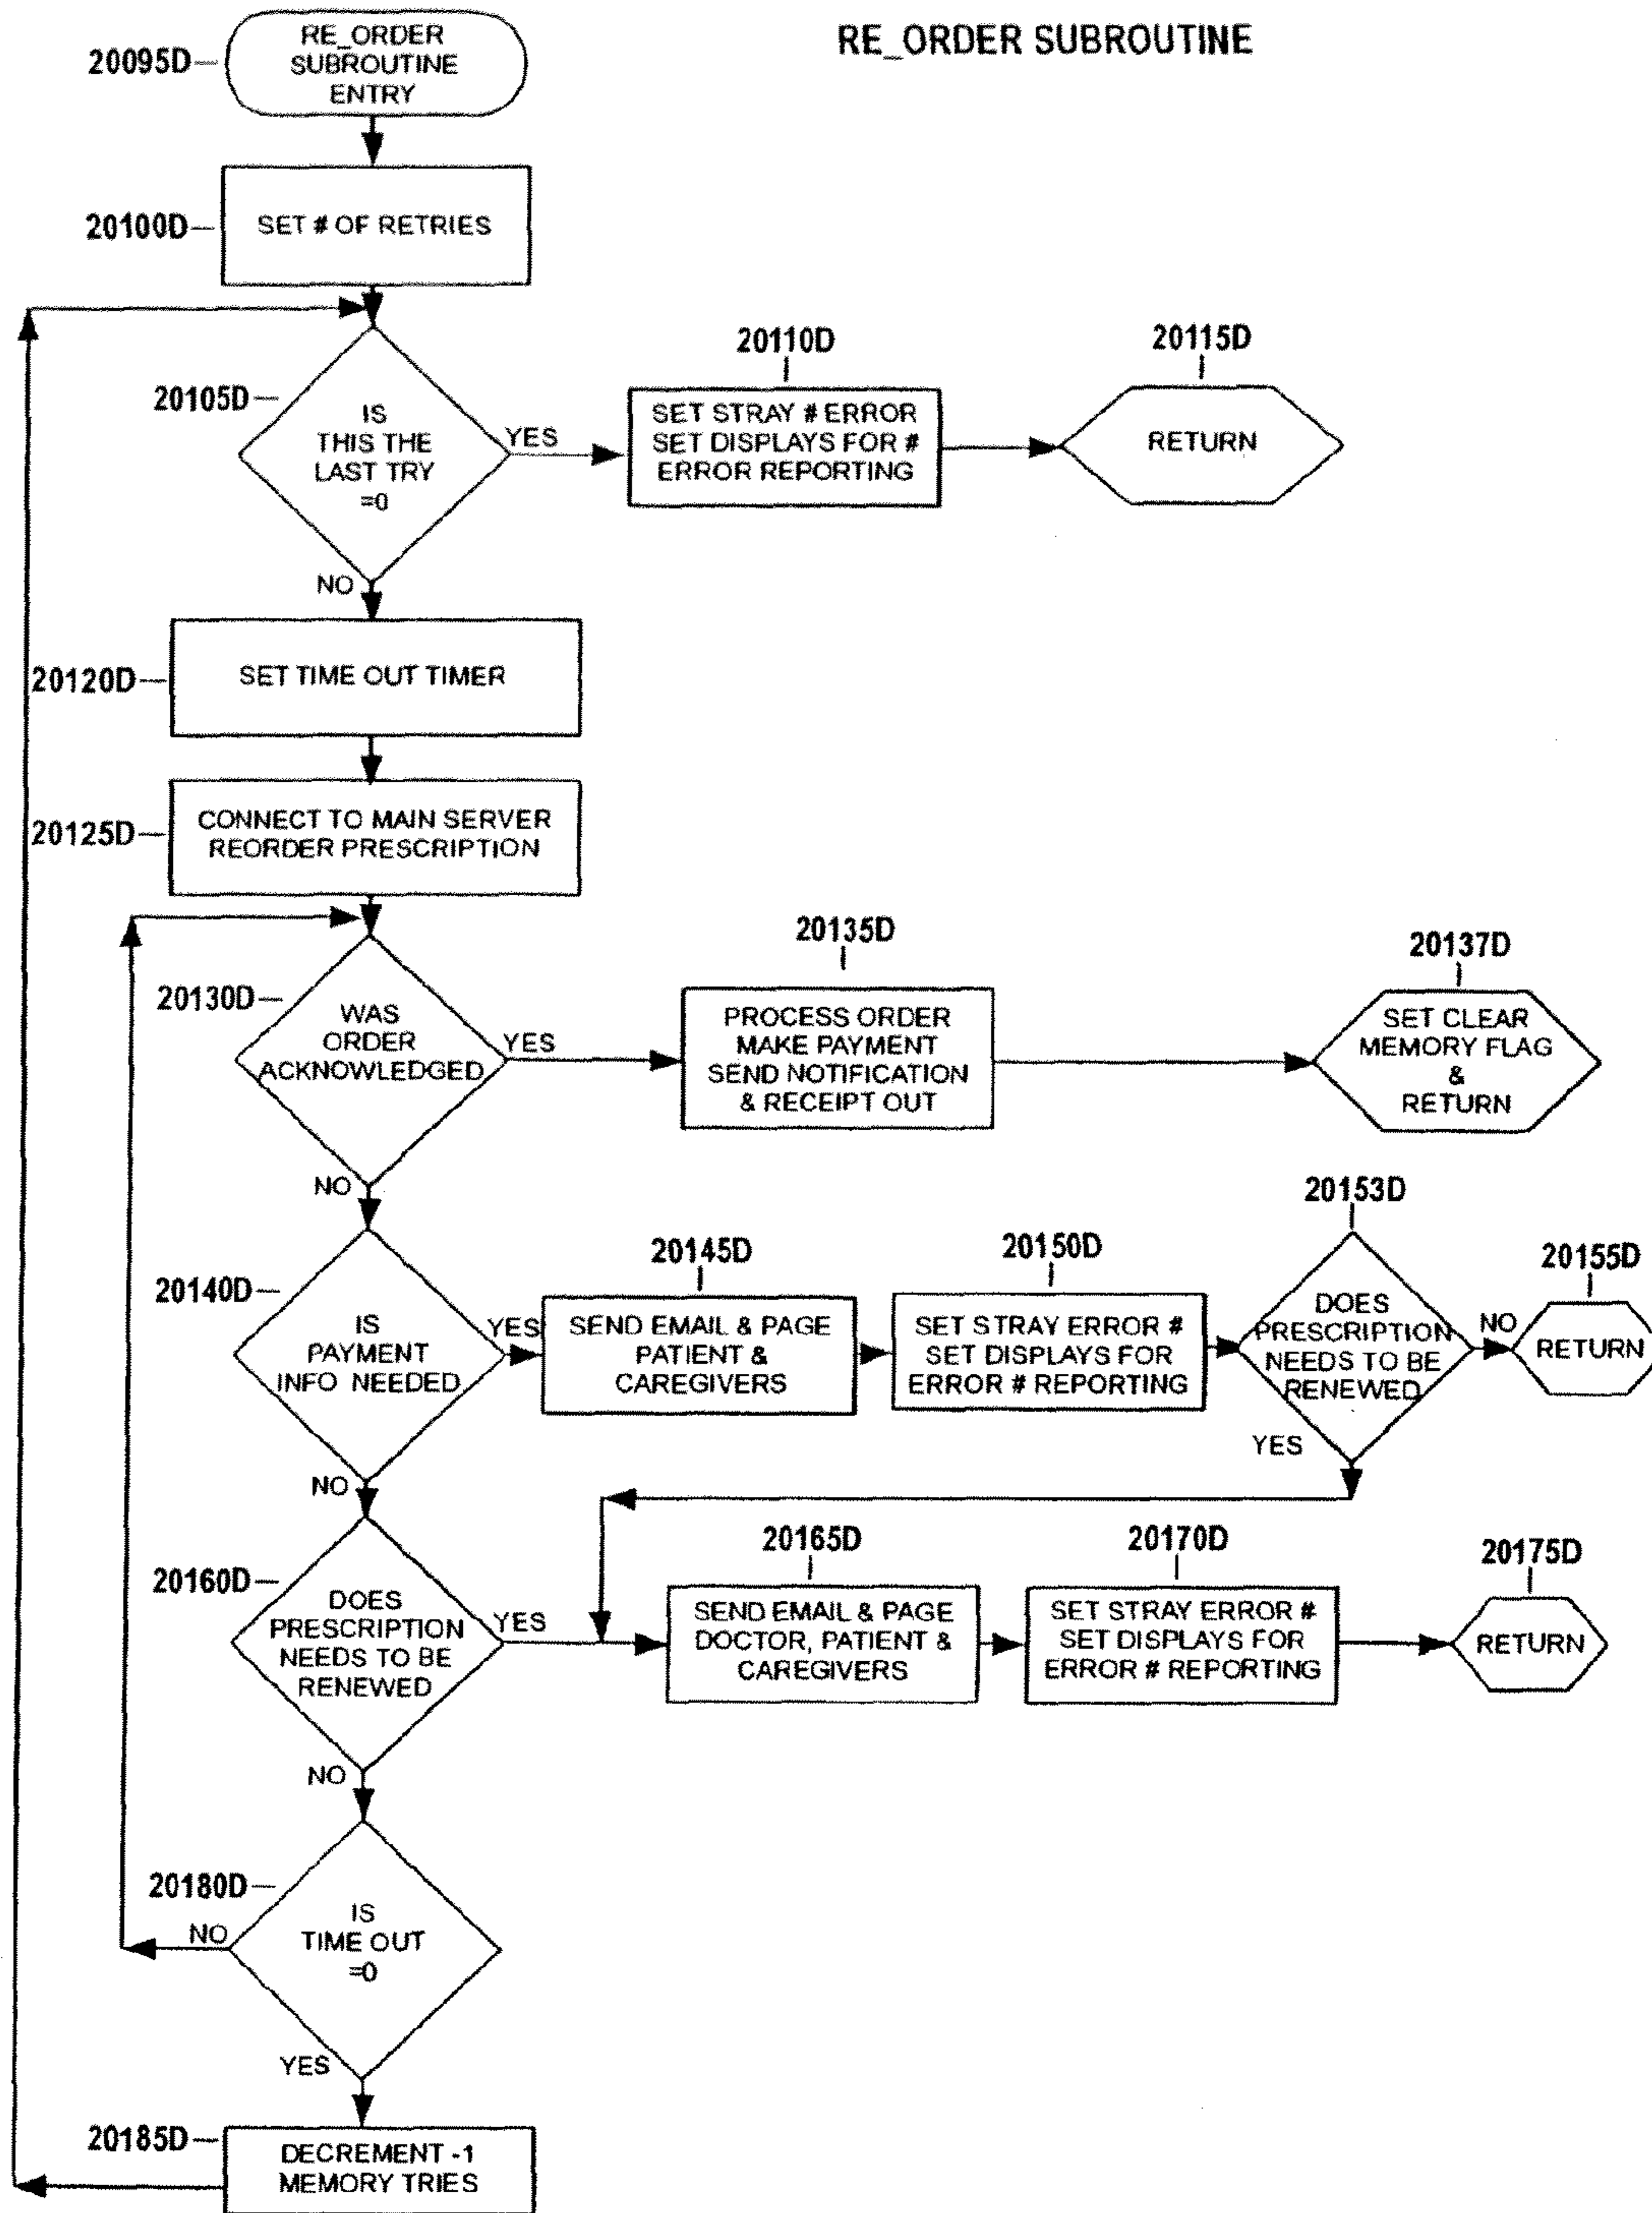 RE_ORDER SUBROUTINE
20095D
RE_ORDER
SUBROUTINE
ENTRY
20100D
SET # OF RETRIES
20105D
IS
THIS THE
LAST TRY
=0
YES
NO
20110D
SET STRAY # ERROR
SET DISPLAYS FOR #
ERROR REPORTING
20115D
RETURN
20120D
SET TIME OUT TIMER
20125D
CONNECT TO MAIN SERVER
REORDER PRESCRIPTION
20130D
WAS
ORDER
ACKNOWLEDGED
YES
NO
20135D
PROCESS ORDER
MAKE PAYMENT
SEND NOTIFICATION
& RECEIPT OUT
20137D
SET CLEAR
MEMORY FLAG
&
RETURN
20140D
IS
PAYMENT
INFO NEEDED
YES
NO
20145D
SEND EMAIL & PAGE
PATIENT &
CAREGIVERS
20150D
SET STRAY ERROR #
SET DISPLAYS FOR
ERROR # REPORTING
20153D
DOES
PRESCRIPTION
NEEDS TO BE
RENEWED
NO
YES
20155D
RETURN
20160D
DOES
PRESCRIPTION
NEEDS TO BE
RENEWED
YES
NO
20165D
SEND EMAIL & PAGE
DOCTOR, PATIENT &
CAREGIVERS
20170D
SET STRAY ERROR #
SET DISPLAYS FOR
ERROR # REPORTING
20175D
RETURN
20180D
IS
TIME OUT
=0
NO
YES
20185D
DECREMENT -1
MEMORY TRIES